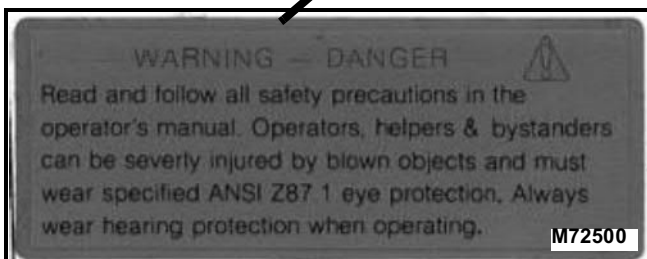 WARNING – DANGER
Read and follow all safety precautions in the
operator's manual. Operators, helpers & bystanders
can be severly injured by blown objects and must
wear specified ANSI Z87 1 eye protection. Always
wear hearing protection when operating.
M72500